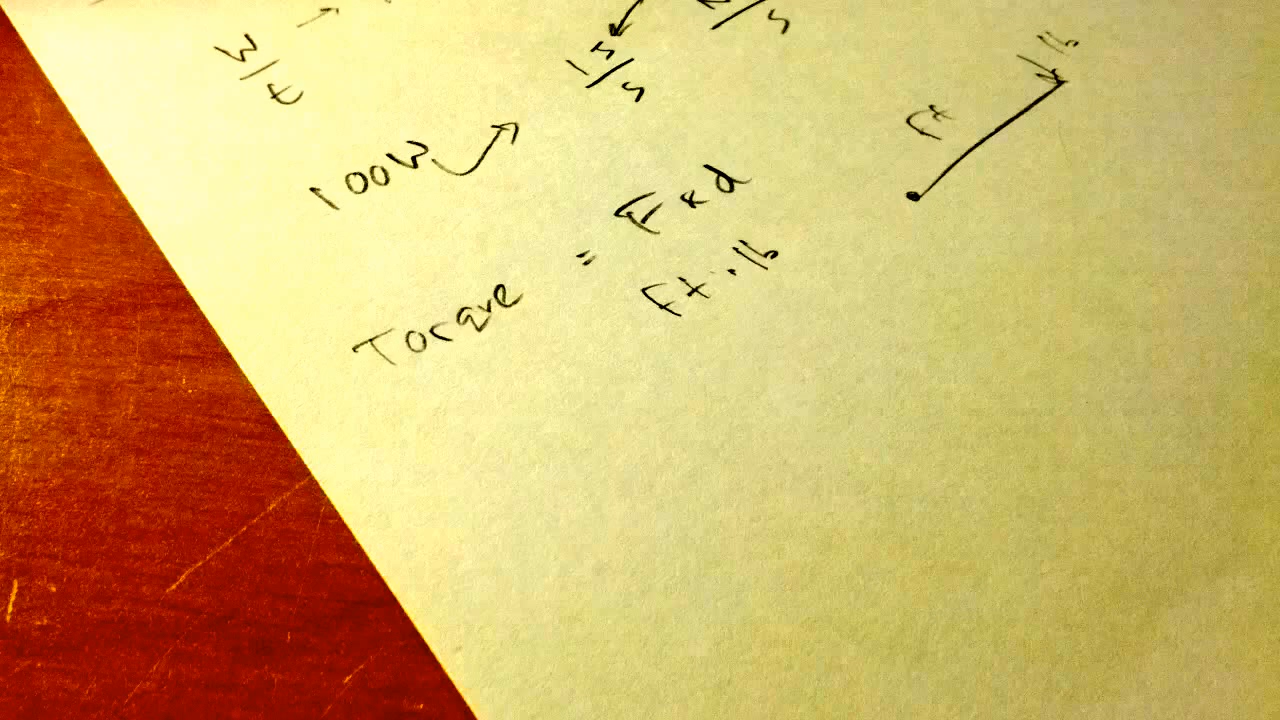 W/t
15/s
/s
100W
ft
lb
Torque = F x d
ft · lb